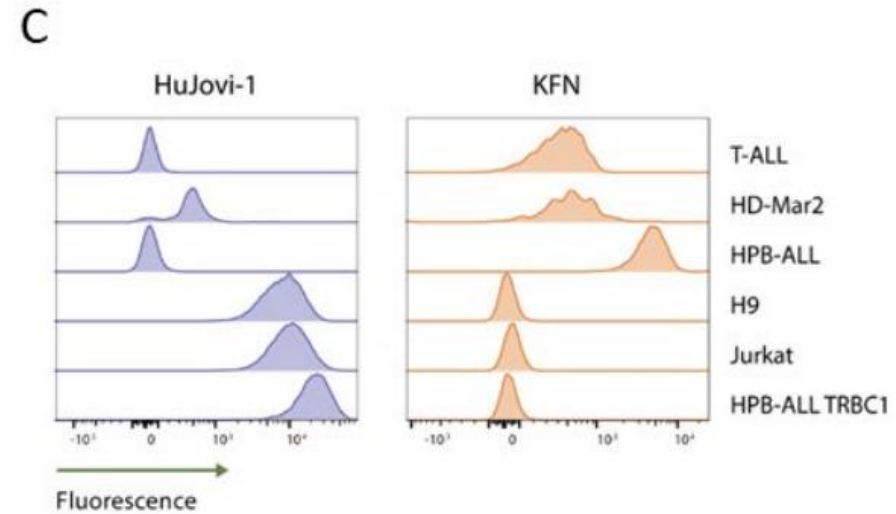 C
HuJovi-1 KFN
T-ALL
HD-Mar2
HPB-ALL
H9
Jurkat
HPB-ALL TRBC1
-10³ 0 10³ 10⁴ -10³ 0 10³ 10⁴
Fluorescence